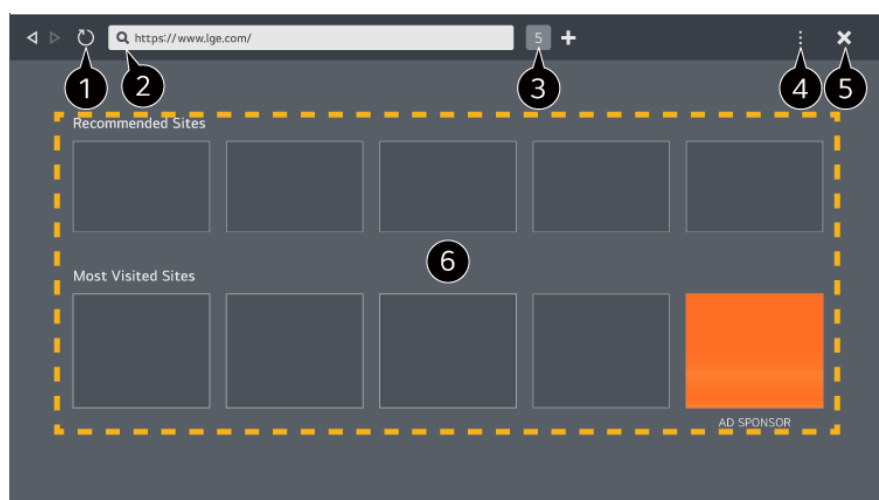 https://www.lge.com/ 5
1 2 3 4 5
Recommended Sites
6
Most Visited Sites
AD SPONSOR